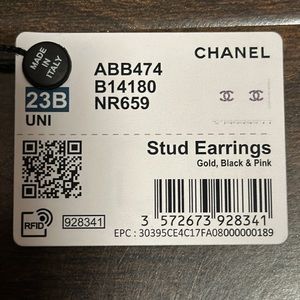 MADE IN ITALY
CHANEL
ABB474
B14180
NR659
23B
UNI
Stud Earrings
Gold, Black & Pink
RFID
928341
3 572673 928341
EPC : 30395CE4C17FA08000000189